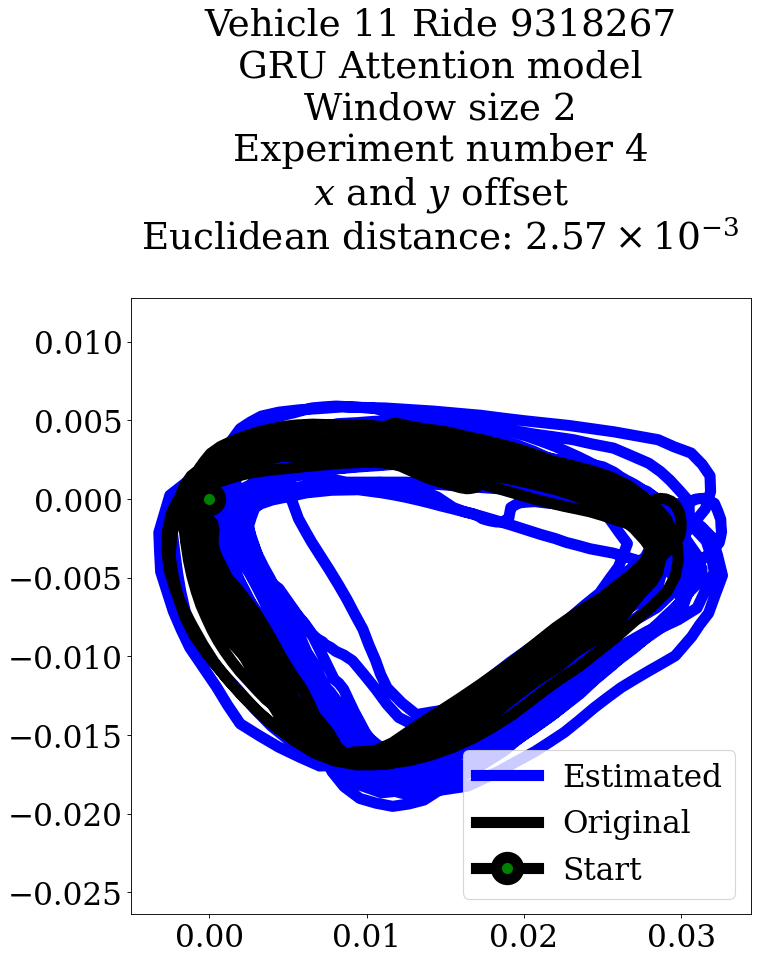 Vehicle 11 Ride 9318267
GRU Attention model
Window size 2
Experiment number 4
x and y offset
Euclidean distance: 2.57 × 10⁻³
0.010
0.005
0.000
−0.005
−0.010
−0.015
−0.020
−0.025
Estimated
Original
Start
0.00 0.01 0.02 0.03